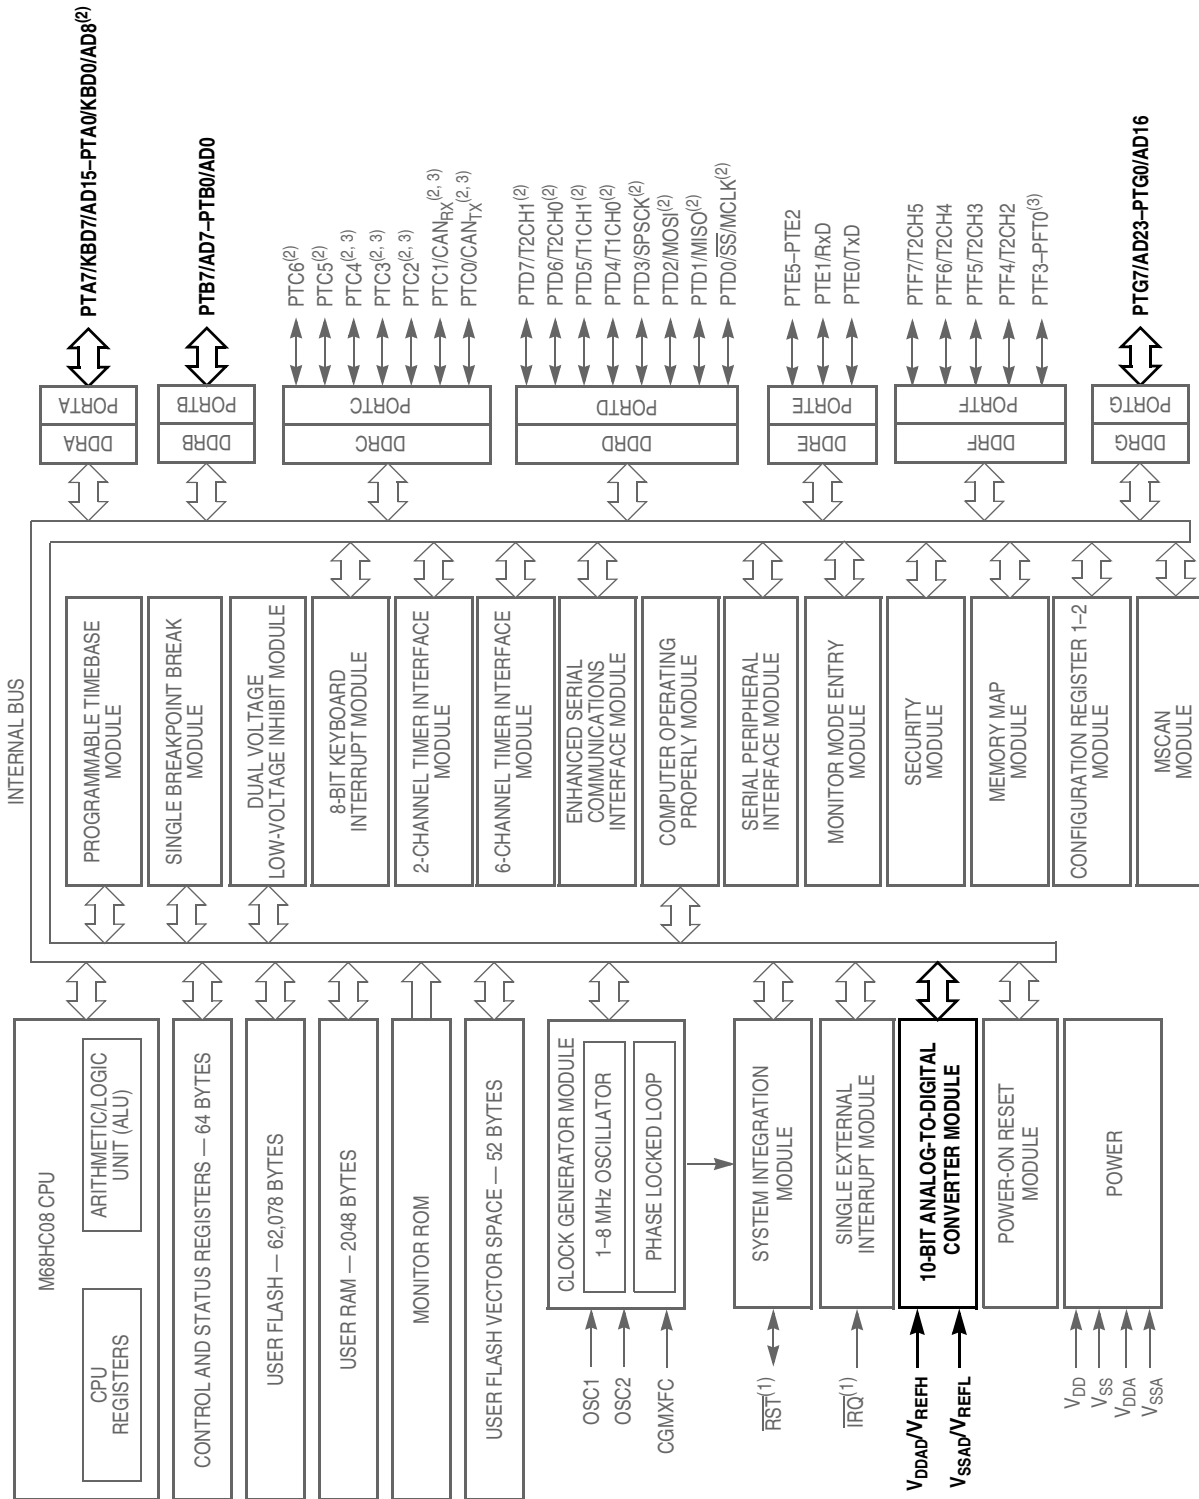 INTERNAL BUS
M68HC08 CPU
CPU
REGISTERS
ARITHMETIC/LOGIC
UNIT (ALU)
CONTROL AND STATUS REGISTERS — 64 BYTES
USER FLASH — 62,078 BYTES
USER RAM — 2048 BYTES
MONITOR ROM
USER FLASH VECTOR SPACE — 52 BYTES
CLOCK GENERATOR MODULE
1–8 MHz OSCILLATOR
PHASE LOCKED LOOP
OSC1
OSC2
CGMXFC
SYSTEM INTEGRATION
MODULE
RST(1)
SINGLE EXTERNAL
INTERRUPT MODULE
IRQ(1)
10-BIT ANALOG-TO-DIGITAL
CONVERTER MODULE
VDDAD/VREFH
VSSAD/VREFL
POWER-ON RESET
MODULE
POWER
VDD
VSS
VDDA
VSSA
PROGRAMMABLE TIMEBASE
MODULE
SINGLE BREAKPOINT BREAK
MODULE
DUAL VOLTAGE
LOW-VOLTAGE INHIBIT MODULE
8-BIT KEYBOARD
INTERRUPT MODULE
2-CHANNEL TIMER INTERFACE
MODULE
6-CHANNEL TIMER INTERFACE
MODULE
ENHANCED SERIAL
COMMUNICATIONS
INTERFACE MODULE
COMPUTER OPERATING
PROPERLY MODULE
SERIAL PERIPHERAL
INTERFACE MODULE
MONITOR MODE ENTRY
MODULE
SECURITY
MODULE
MEMORY MAP
MODULE
CONFIGURATION REGISTER 1–2
MODULE
MSCAN
MODULE
DDRA
PORTA
PTA7/KBD7/AD15–PTA0/KBD0/AD8(2)
DDRB
PORTB
PTB7/AD7–PTB0/AD0
DDRC
PORTC
PTC6(2)
PTC5(2)
PTC4(2, 3)
PTC3(2, 3)
PTC2(2, 3)
PTC1/CANRX(2, 3)
PTC0/CANTX(2, 3)
DDRD
PORTD
PTD7/T2CH1(2)
PTD6/T2CH0(2)
PTD5/T1CH1(2)
PTD4/T1CH0(2)
PTD3/SPSCK(2)
PTD2/MOSI(2)
PTD1/MISO(2)
PTD0/SS/MCLK(2)
DDRE
PORTE
PTE5–PTE2
PTE1/RxD
PTE0/TxD
DDRF
PORTF
PTF7/T2CH5
PTF6/T2CH4
PTF5/T2CH3
PTF4/T2CH2
PTF3–PFT0(3)
DDRG
PORTG
PTG7/AD23–PTG0/AD16